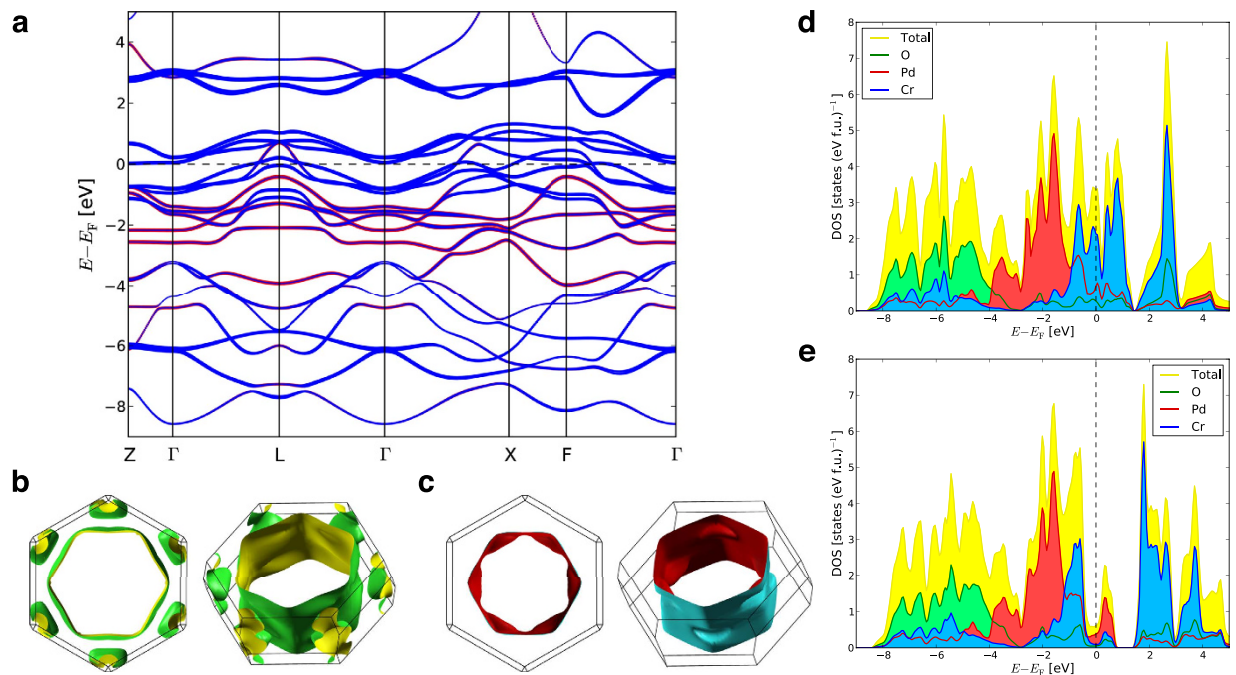 a
4
2
0
−2
−4
−6
−8
E−E_F [eV]
Z Γ L Γ X F Γ
b
c
d
8
7
6
5
4
3
2
1
0
DOS [states (eV f.u.)⁻¹]
Total
O
Pd
Cr
−8 −6 −4 −2 0 2 4
E−E_F [eV]
e
8
7
6
5
4
3
2
1
0
DOS [states (eV f.u.)⁻¹]
Total
O
Pd
Cr
−8 −6 −4 −2 0 2 4
E−E_F [eV]